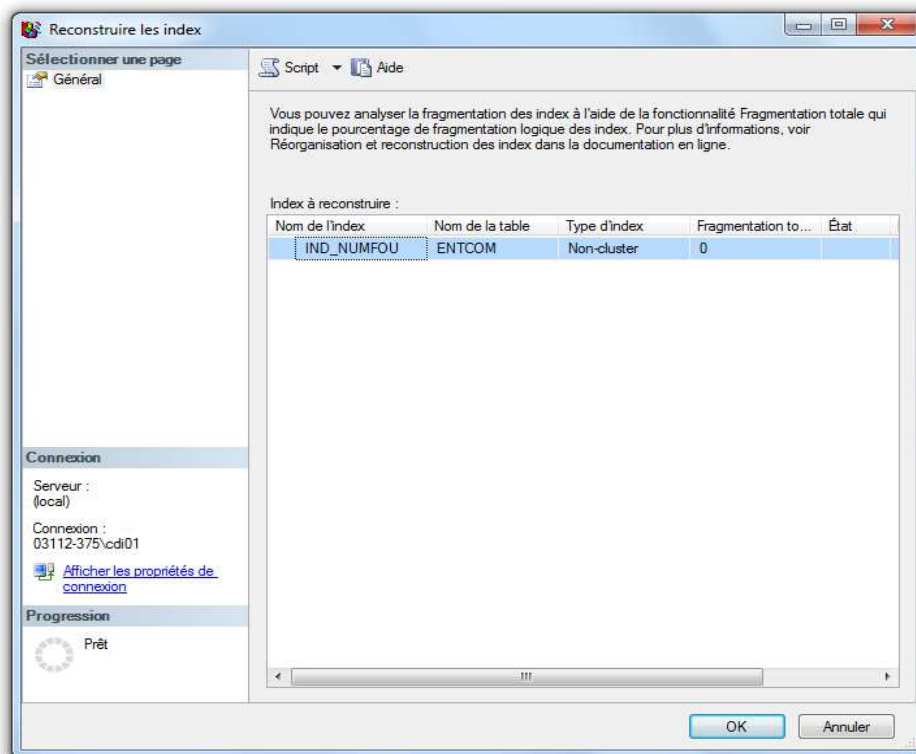 Reconstruire les index
Sélectionner une page
Général
Script
Aide
Vous pouvez analyser la fragmentation des index à l'aide de la fonctionnalité Fragmentation totale qui
indique le pourcentage de fragmentation logique des index. Pour plus d'informations, voir
Réorganisation et reconstruction des index dans la documentation en ligne.
Index à reconstruire :
Nom de l'index Nom de la table Type d'index Fragmentation to... État
IND_NUMFOU ENTCOM Non-cluster 0
Connexion
Serveur :
(local)
Connexion :
03112-375\cdi01
Afficher les propriétés de
connexion
Progression
Prêt
OK Annuler